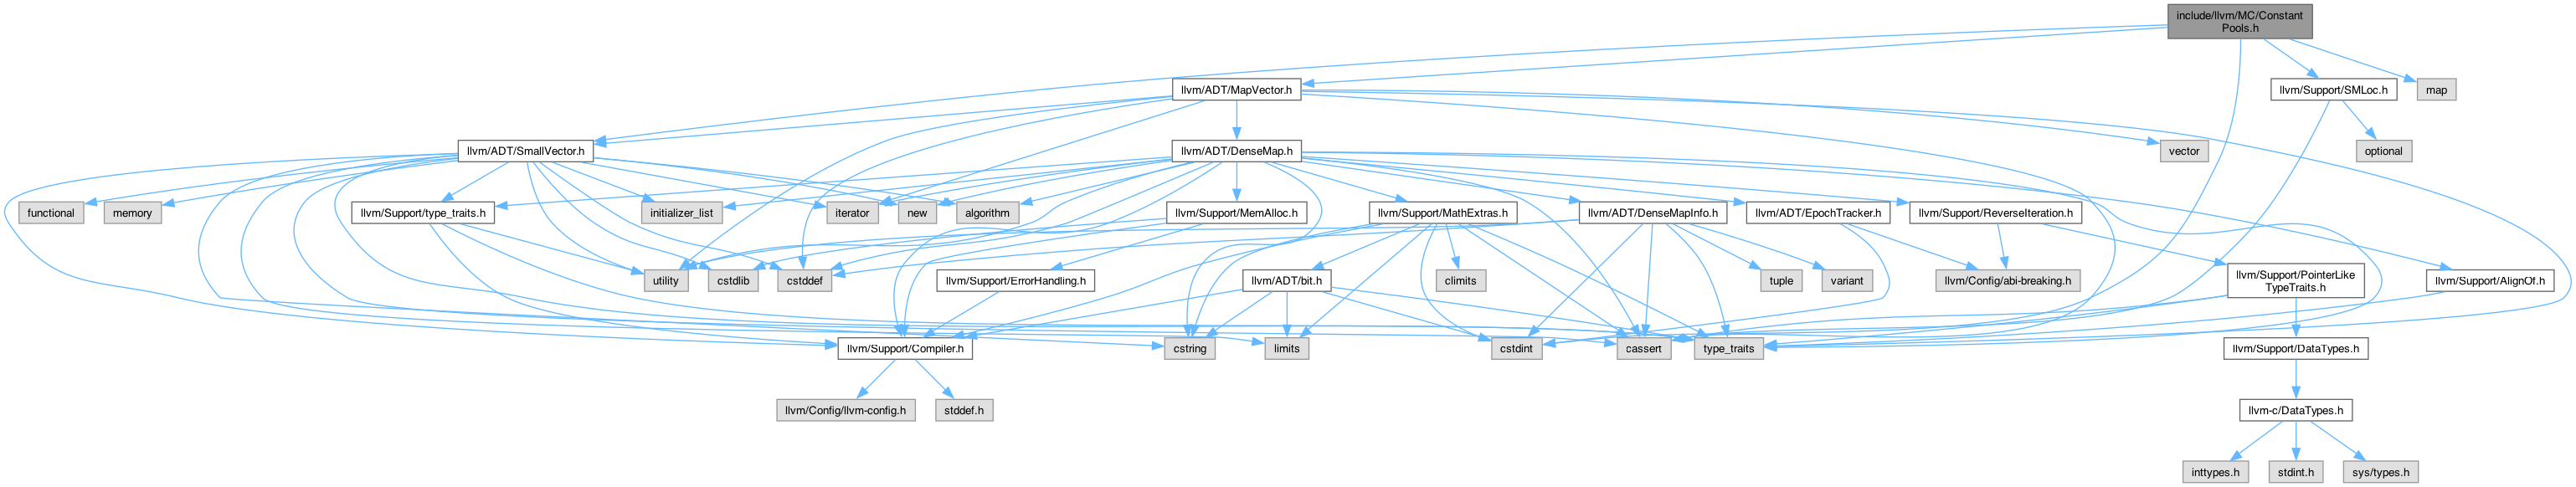 include/llvm/MC/Constant
Pools.h
llvm/ADT/MapVector.h
llvm/Support/SMLoc.h
map
llvm/ADT/SmallVector.h
llvm/ADT/DenseMap.h
vector
optional
functional
memory
llvm/Support/type_traits.h
initializer_list
iterator
new
algorithm
llvm/Support/MemAlloc.h
llvm/Support/MathExtras.h
llvm/ADT/DenseMapInfo.h
llvm/ADT/EpochTracker.h
llvm/Support/ReverseIteration.h
utility
cstdlib
cstddef
llvm/Support/ErrorHandling.h
llvm/ADT/bit.h
climits
tuple
variant
llvm/Config/abi-breaking.h
llvm/Support/PointerLike
TypeTraits.h
llvm/Support/AlignOf.h
llvm/Support/Compiler.h
cstring
limits
cstdint
cassert
type_traits
llvm/Support/DataTypes.h
llvm/Config/llvm-config.h
stddef.h
llvm-c/DataTypes.h
inttypes.h
stdint.h
sys/types.h